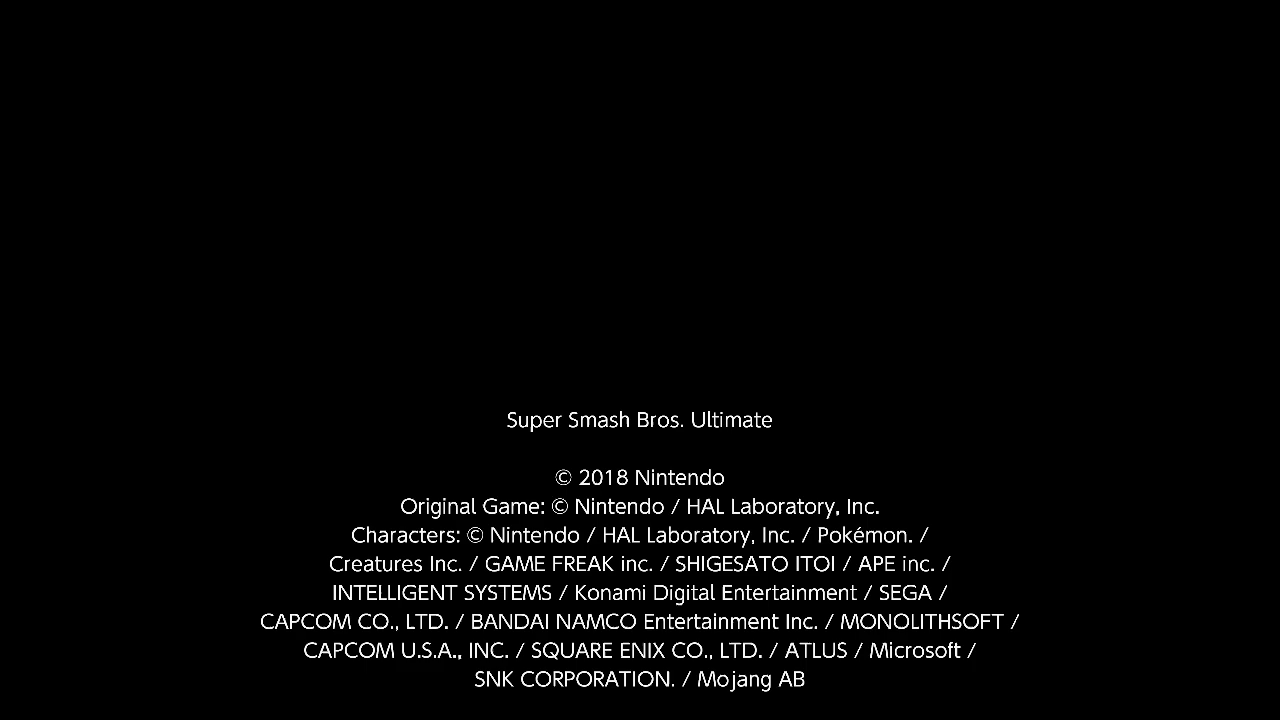 Super Smash Bros. Ultimate
© 2018 Nintendo
Original Game: © Nintendo / HAL Laboratory, Inc.
Characters: © Nintendo / HAL Laboratory, Inc. / Pokémon. /
Creatures Inc. / GAME FREAK inc. / SHIGESATO ITOI / APE inc. /
INTELLIGENT SYSTEMS / Konami Digital Entertainment / SEGA /
CAPCOM CO., LTD. / BANDAI NAMCO Entertainment Inc. / MONOLITHSOFT /
CAPCOM U.S.A., INC. / SQUARE ENIX CO., LTD. / ATLUS / Microsoft /
SNK CORPORATION. / Mojang AB